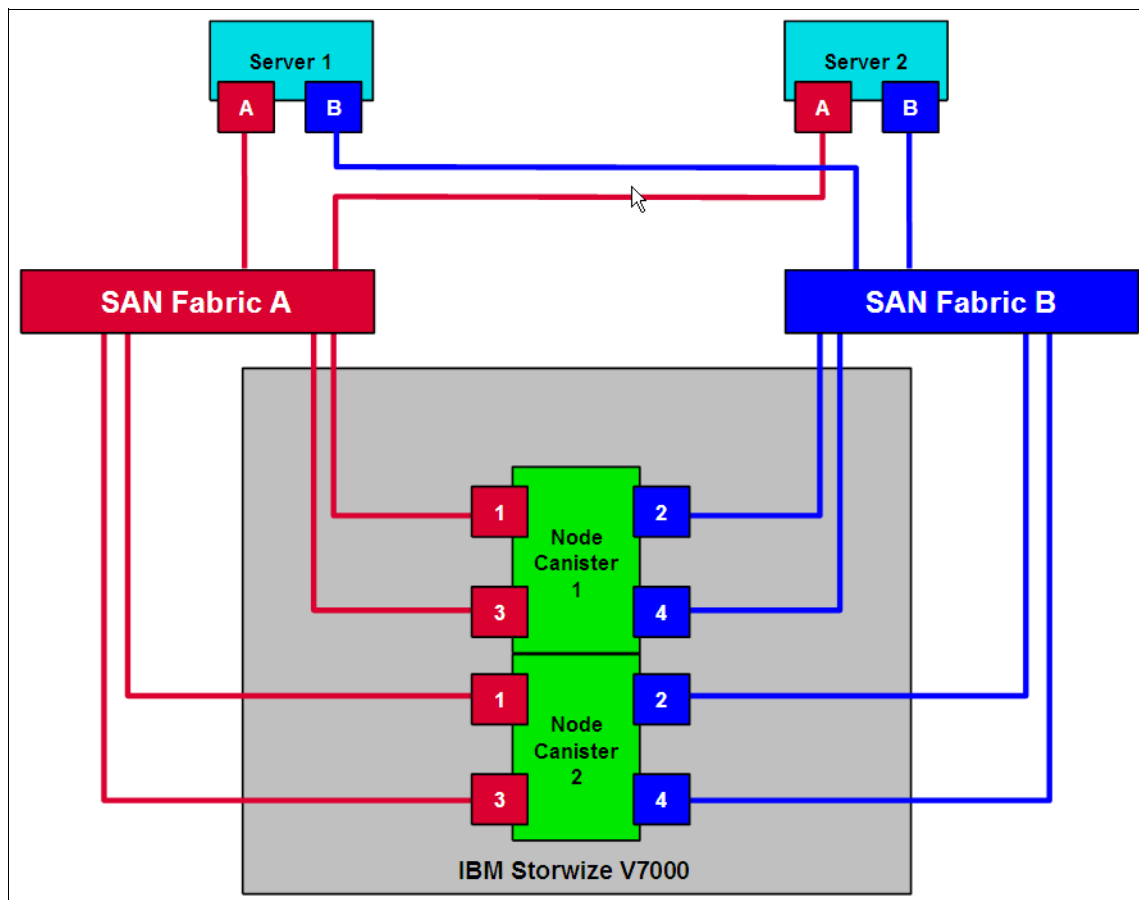 Server 1
Server 2
A
B
A
B
SAN Fabric A
SAN Fabric B
1
Node
Canister
1
2
3
4
1
Node
Canister
2
2
3
4
IBM Storwize V7000